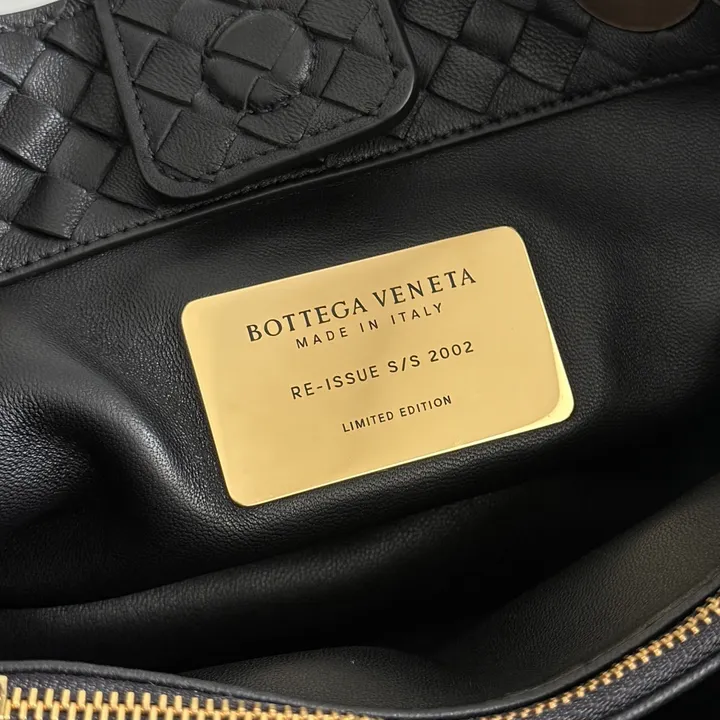 BOTTEGA VENETA
MADE IN ITALY
RE-ISSUE S/S 2002
LIMITED EDITION